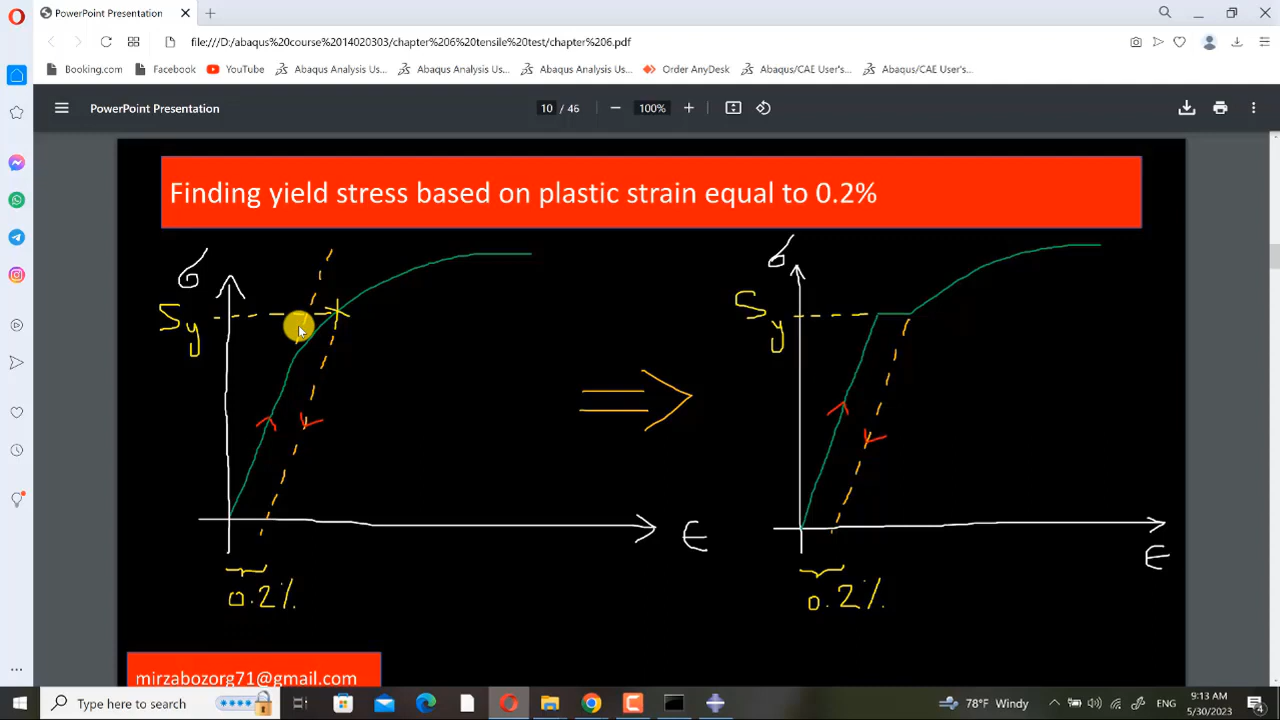 PowerPoint Presentation
file:///D:/abaqus%20course%2014020303/chapter%206%20tensile%20test/chapter%206.pdf
Booking.com Facebook YouTube Abaqus Analysis Us... Abaqus Analysis Us... Abaqus Analysis Us... Order AnyDesk Abaqus/CAE User's... Abaqus/CAE User's...
PowerPoint Presentation 10 / 46 100%
Finding yield stress based on plastic strain equal to 0.2%
σ σ
Sy Sy
ϵ ϵ
0.2% 0.2%
mirzabozorg71@gmail.com
Type here to search 78°F Windy ENG 9:13 AM
5/30/2023